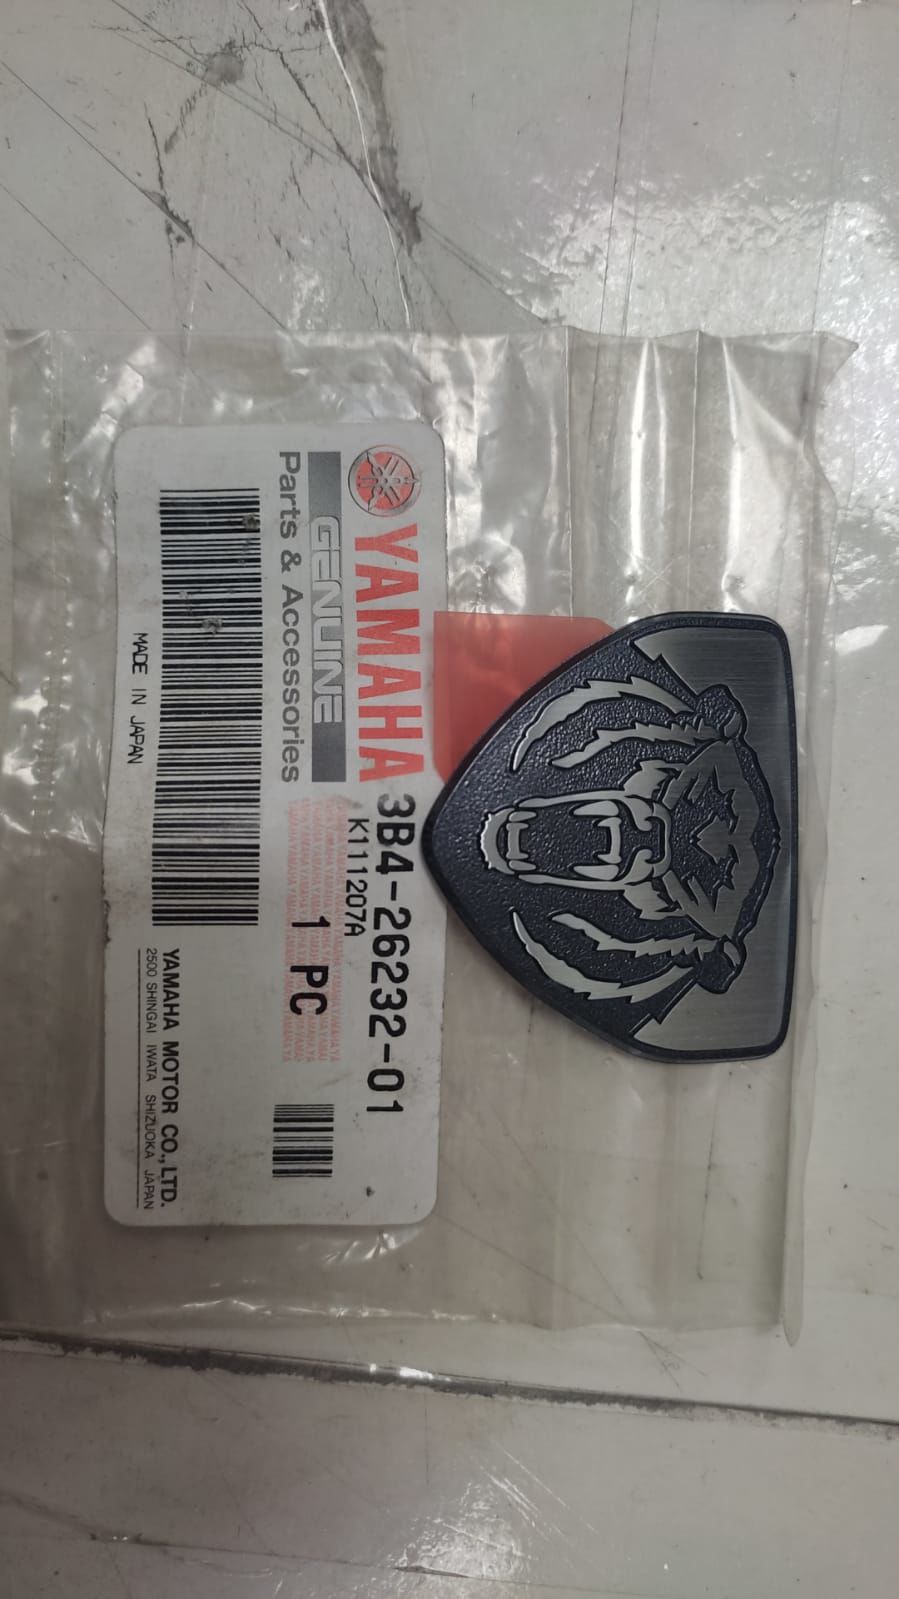 YAMAHA
GENUINE
Parts & Accessories
3B4-26232-01
K111207A
1 PC
MADE IN JAPAN
YAMAHA MOTOR CO., LTD.
2500 SHINGAI IWATA SHIZUOKA JAPAN